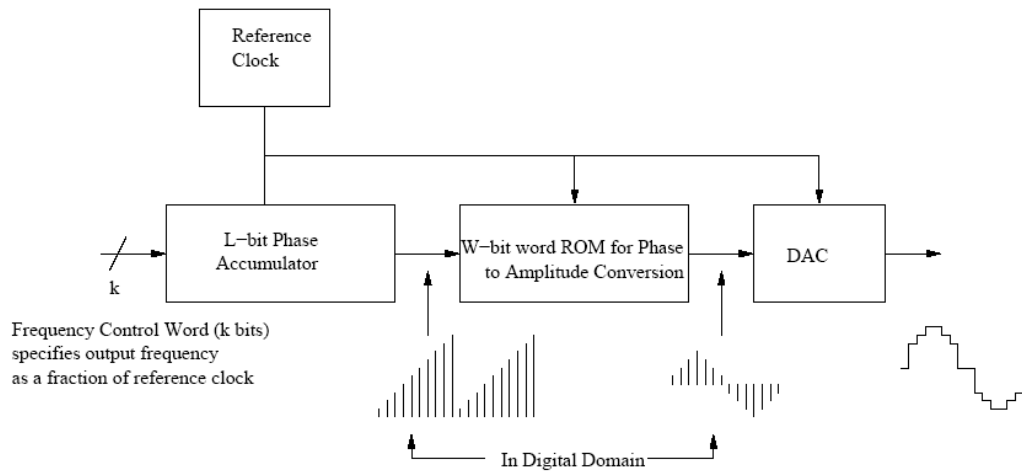 Reference
Clock
L−bit Phase
Accumulator
W−bit word ROM for Phase
to Amplitude Conversion
DAC
k
Frequency Control Word (k bits)
specifies output frequency
as a fraction of reference clock
In Digital Domain